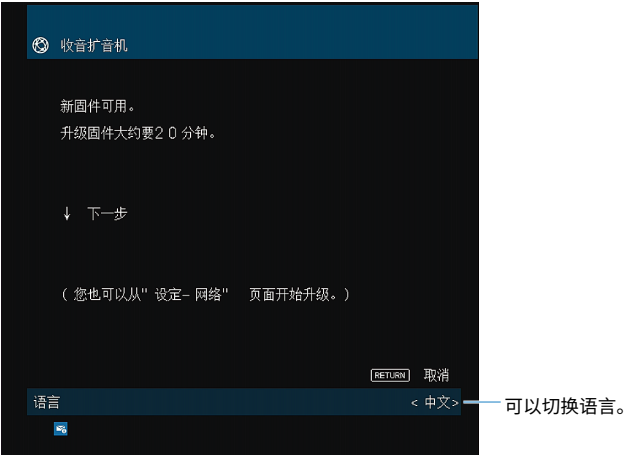 收音扩音机
新固件可用。
升级固件大约要20分钟。
↓ 下一步
(您也可以从"设定-网络" 页面开始升级。)
RETURN 取消
语言 <中文> 可以切换语言。